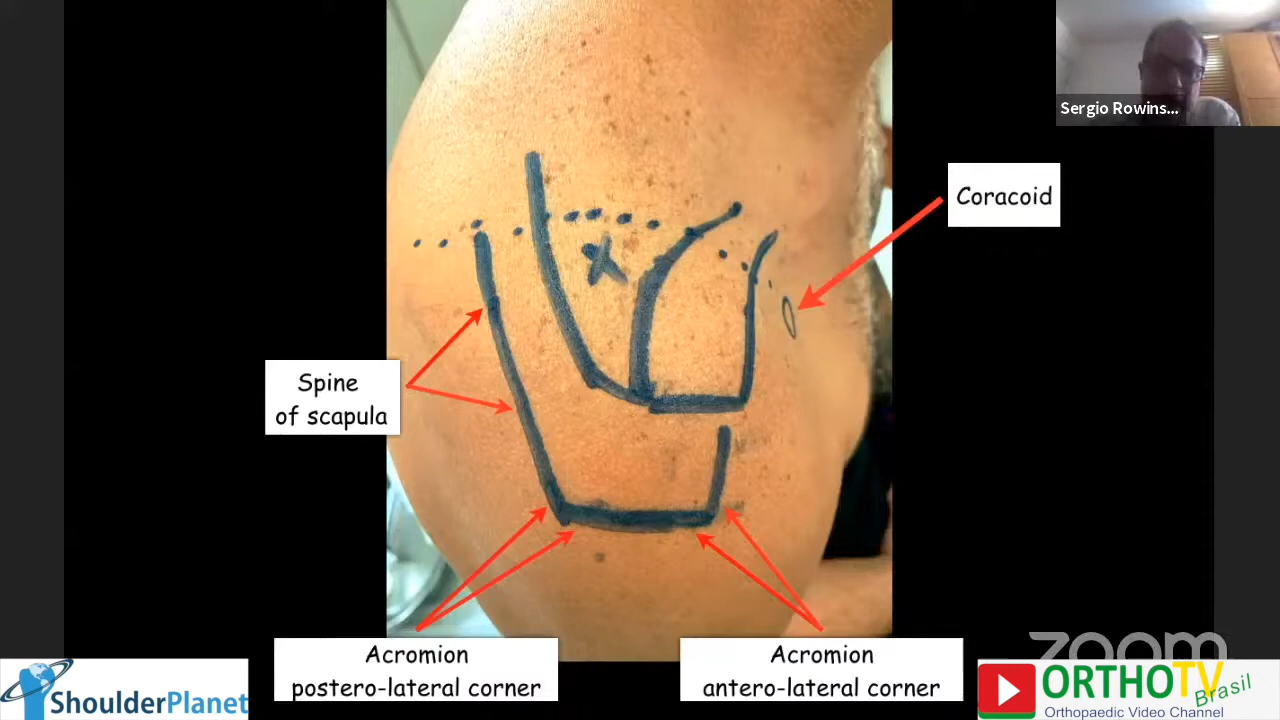 Sergio Rowins...
Coracoid
Spine
of scapula
X
Acromion
postero-lateral corner
Acromion
antero-lateral corner
zoom
ShoulderPlanet
ORTHOTV
Brasil
Orthopaedic Video Channel